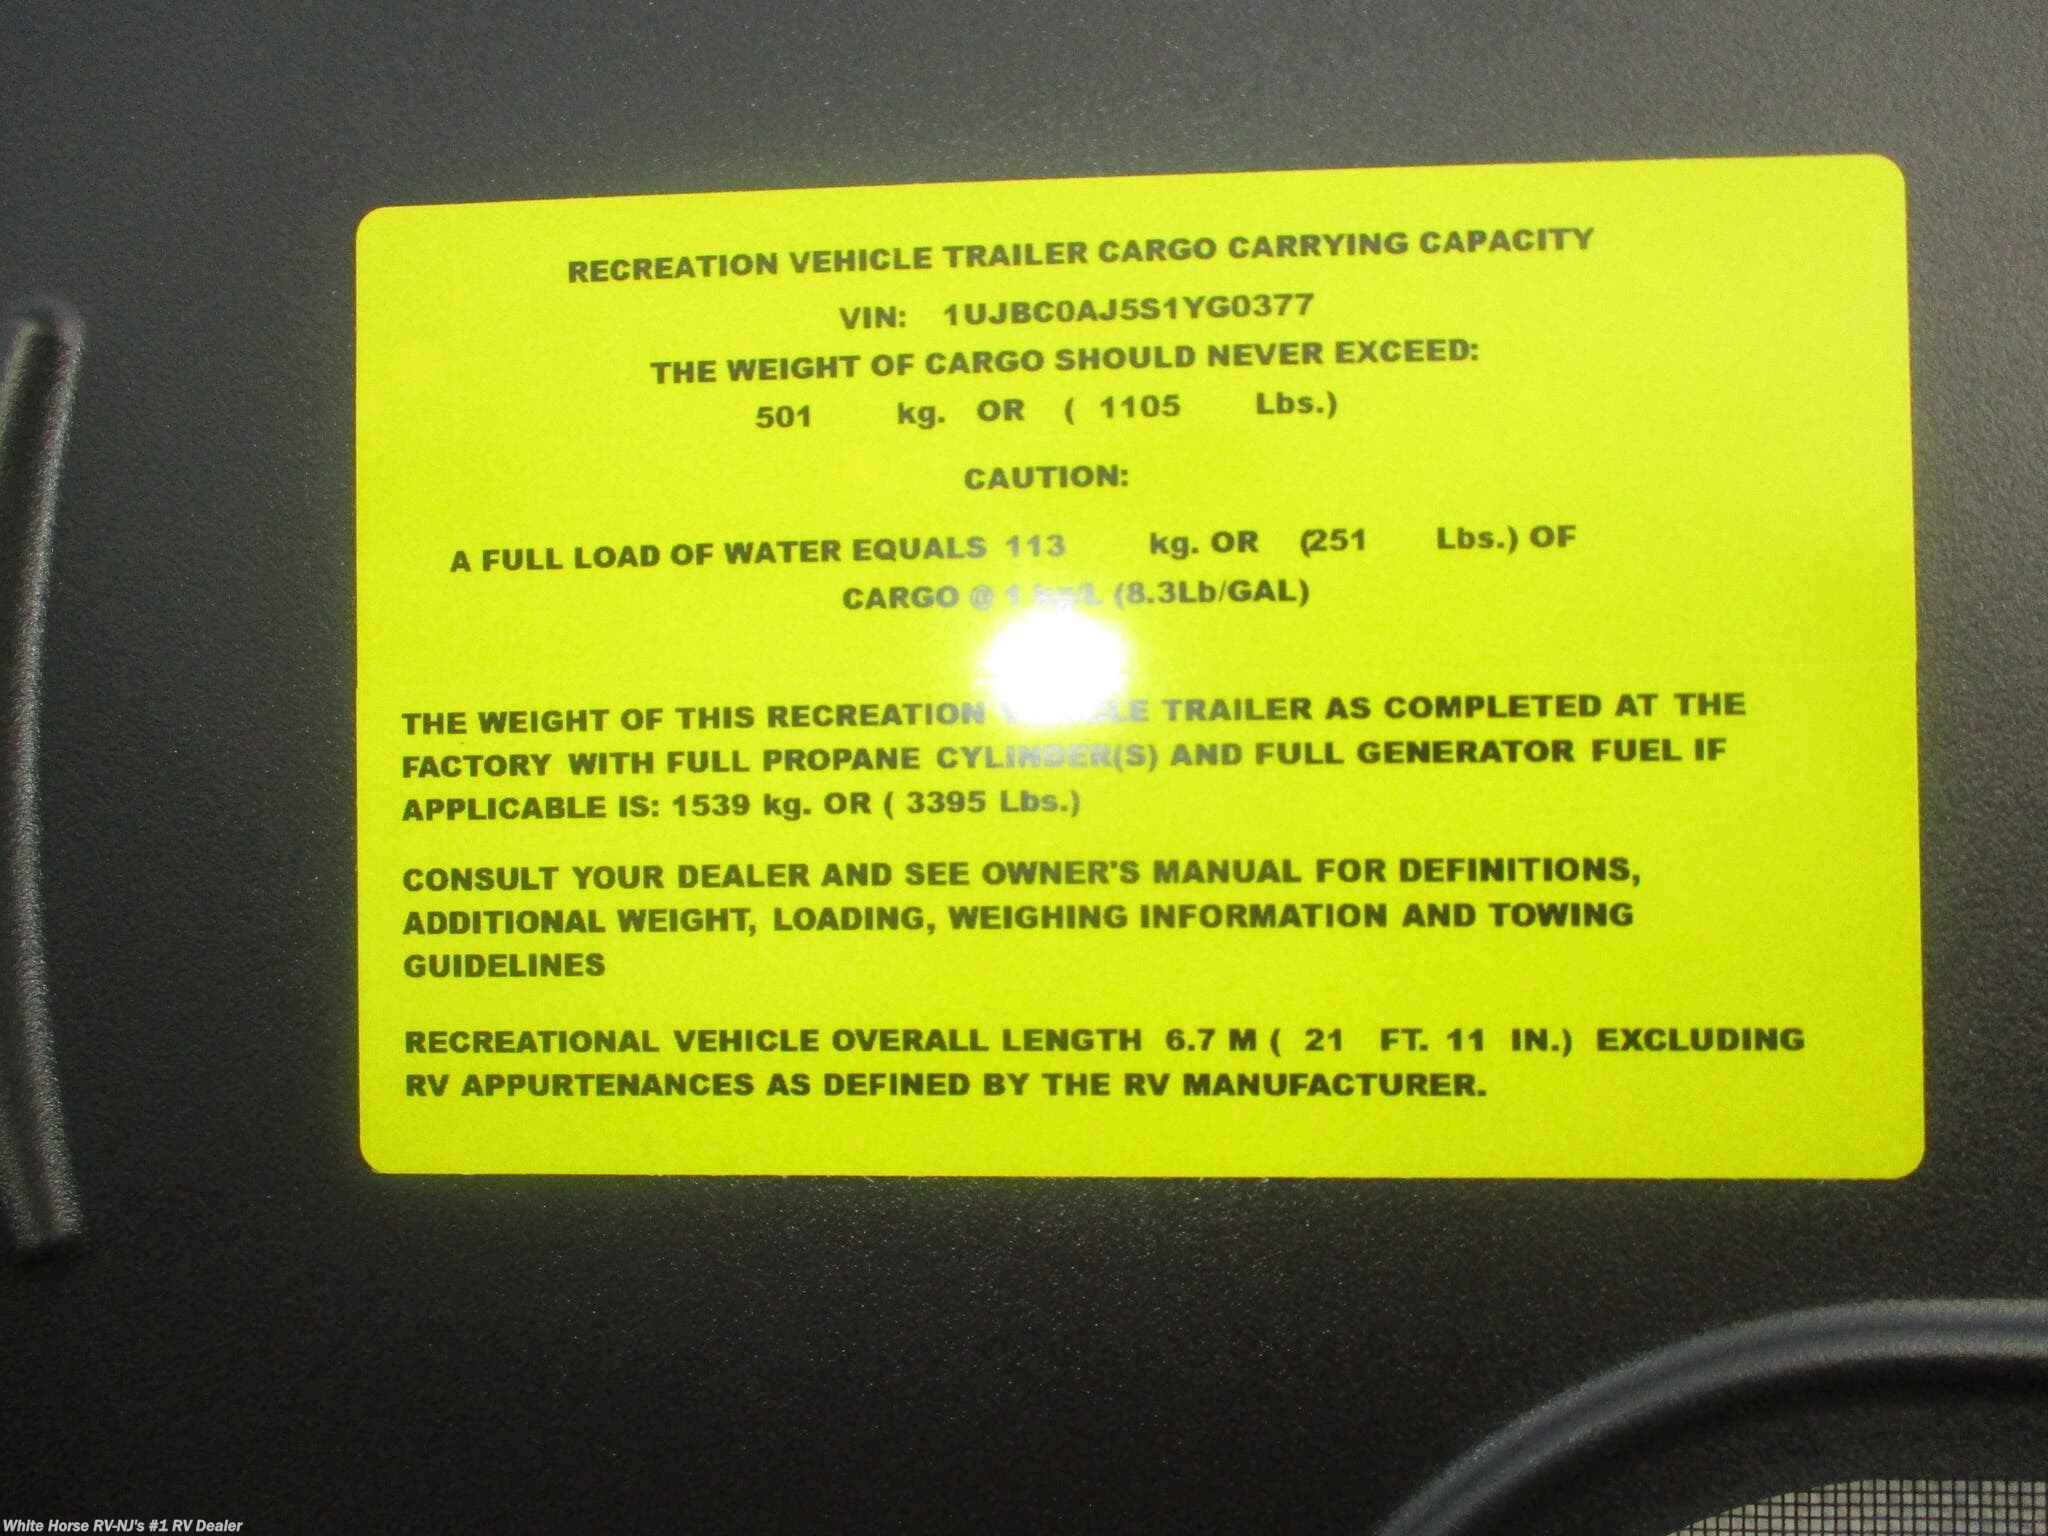 RECREATION VEHICLE TRAILER CARGO CARRYING CAPACITY
VIN: 1UJBC0AJ5S1YG0377
THE WEIGHT OF CARGO SHOULD NEVER EXCEED:
501 kg. OR ( 1105 Lbs.)
CAUTION:
A FULL LOAD OF WATER EQUALS 113 kg. OR (251 Lbs.) OF
CARGO @ 1 kg/L (8.3Lb/GAL)
THE WEIGHT OF THIS RECREATION VEHICLE TRAILER AS COMPLETED AT THE
FACTORY WITH FULL PROPANE CYLINDER(S) AND FULL GENERATOR FUEL IF
APPLICABLE IS: 1539 kg. OR ( 3395 Lbs.)
CONSULT YOUR DEALER AND SEE OWNER'S MANUAL FOR DEFINITIONS,
ADDITIONAL WEIGHT, LOADING, WEIGHING INFORMATION AND TOWING
GUIDELINES
RECREATIONAL VEHICLE OVERALL LENGTH 6.7 M ( 21 FT. 11 IN.) EXCLUDING
RV APPURTENANCES AS DEFINED BY THE RV MANUFACTURER.
White Horse RV-NJ's #1 RV Dealer